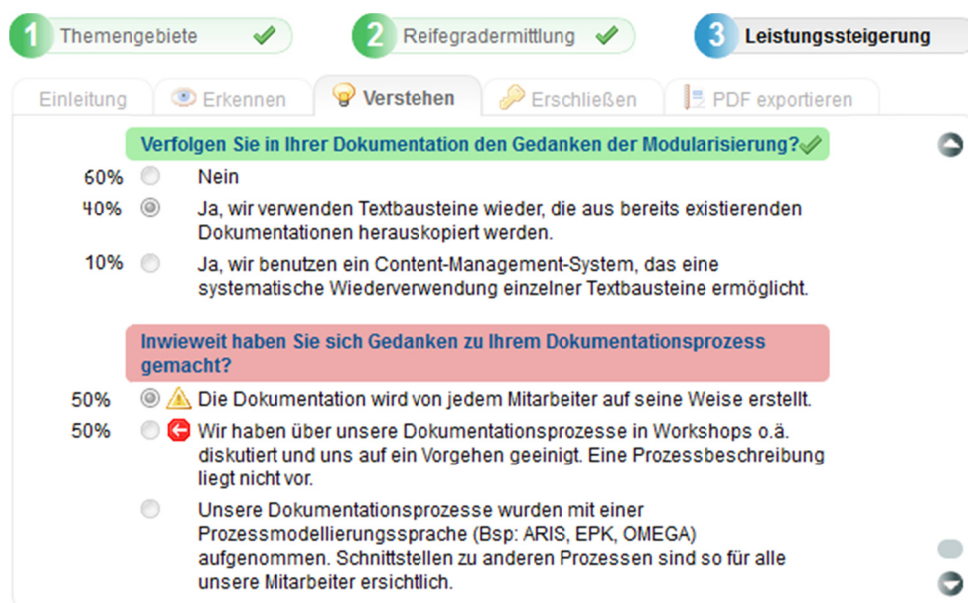 1 Themengebiete
2 Reifegradermittlung
3 Leistungssteigerung
Einleitung
Erkennen
Verstehen
Erschließen
PDF exportieren
Verfolgen Sie in Ihrer Dokumentation den Gedanken der Modularisierung?
60% Nein
40% Ja, wir verwenden Textbausteine wieder, die aus bereits existierenden
Dokumentationen herauskopiert werden.
10% Ja, wir benutzen ein Content-Management-System, das eine
systematische Wiederverwendung einzelner Textbausteine ermöglicht.
Inwieweit haben Sie sich Gedanken zu Ihrem Dokumentationsprozess
gemacht?
50% Die Dokumentation wird von jedem Mitarbeiter auf seine Weise erstellt.
50% Wir haben über unsere Dokumentationsprozesse in Workshops o.ä.
diskutiert und uns auf ein Vorgehen geeinigt. Eine Prozessbeschreibung
liegt nicht vor.
Unsere Dokumentationsprozesse wurden mit einer
Prozessmodellierungssprache (Bsp: ARIS, EPK, OMEGA)
aufgenommen. Schnittstellen zu anderen Prozessen sind so für alle
unsere Mitarbeiter ersichtlich.